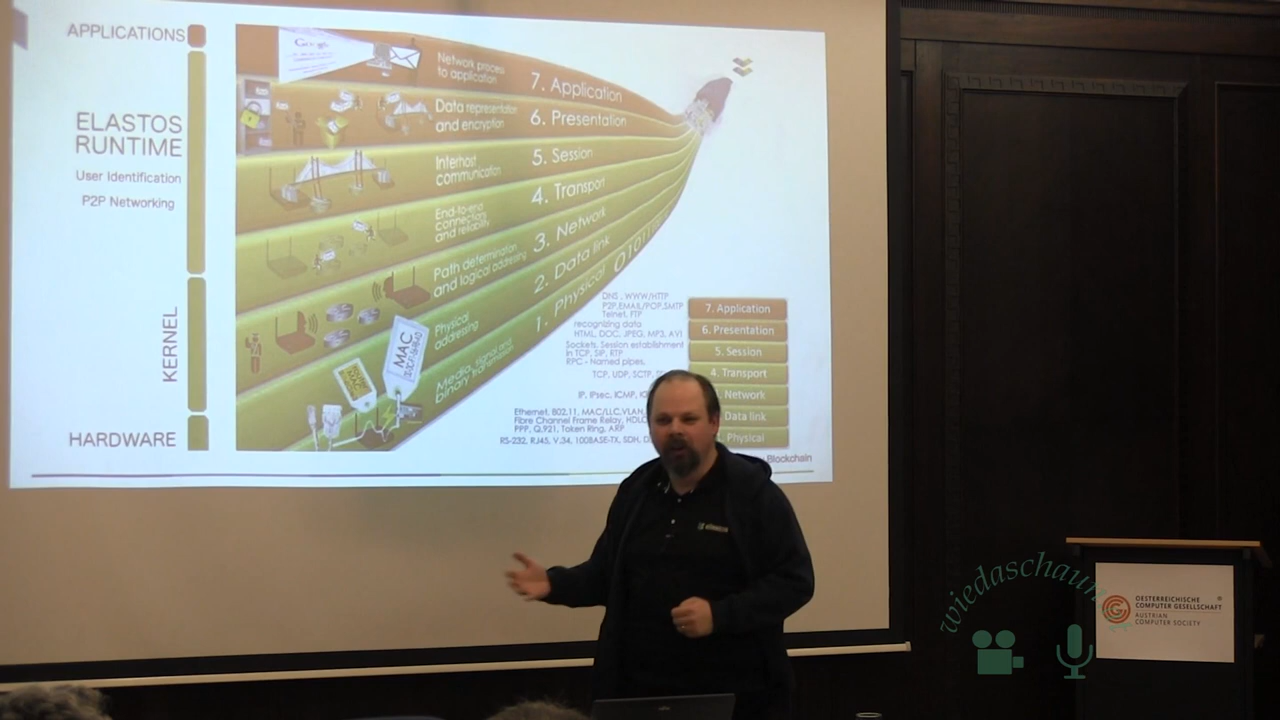 APPLICATIONS
ELASTOS
RUNTIME
User Identification
P2P Networking
KERNEL
HARDWARE
Google
Network process
to application
7. Application
Data representation
and encryption
6. Presentation
Interhost
communication
5. Session
End-to-end
connections
and reliability
4. Transport
Path determination
and logical addressing
3. Network
Physical
addressing
2. Data link
Media, signal and
binary transmission
1. Physical
MAC
DNS, WWW/HTTP
P2P, EMAIL/POP, SMTP
Telnet, FTP
recognizing data
HTML, DOC, JPEG, MP3, AVI
Sockets, Session establishment
in TCP, SIP, RTP
RPC - Named pipes,
TCP, UDP, SCTP,
IP, IPsec, ICMP,
Ethernet, 802.11, MAC/LLC, VLAN,
Fibre Channel Frame Relay, HDLC
PPP, Q.921, Token Ring, ARP
RS-232, RJ45, V.34, 100BASE-TX, SDH,
7. Application
6. Presentation
5. Session
4. Transport
Network
Data link
Physical
Blockchain
wiedaschaun
OESTERREICHISCHE
COMPUTER GESELLSCHAFT
AUSTRIAN
COMPUTER SOCIETY